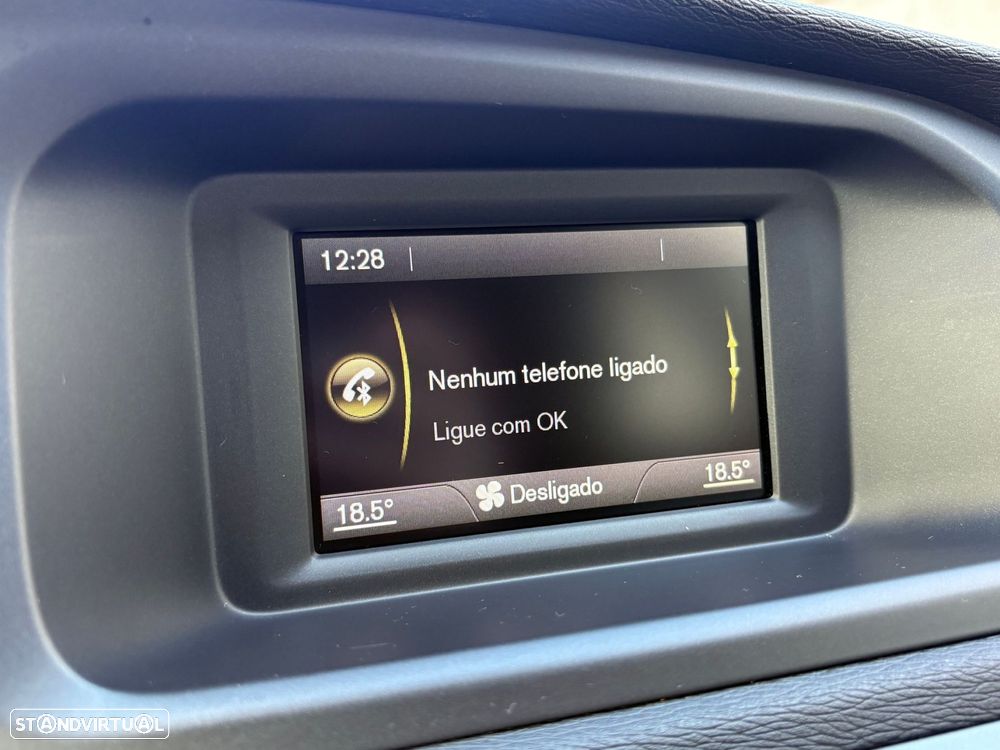 12:28
Nenhum telefone ligado
Ligue com OK
18.5°
Desligado
18.5°
STANDVIRTUAL